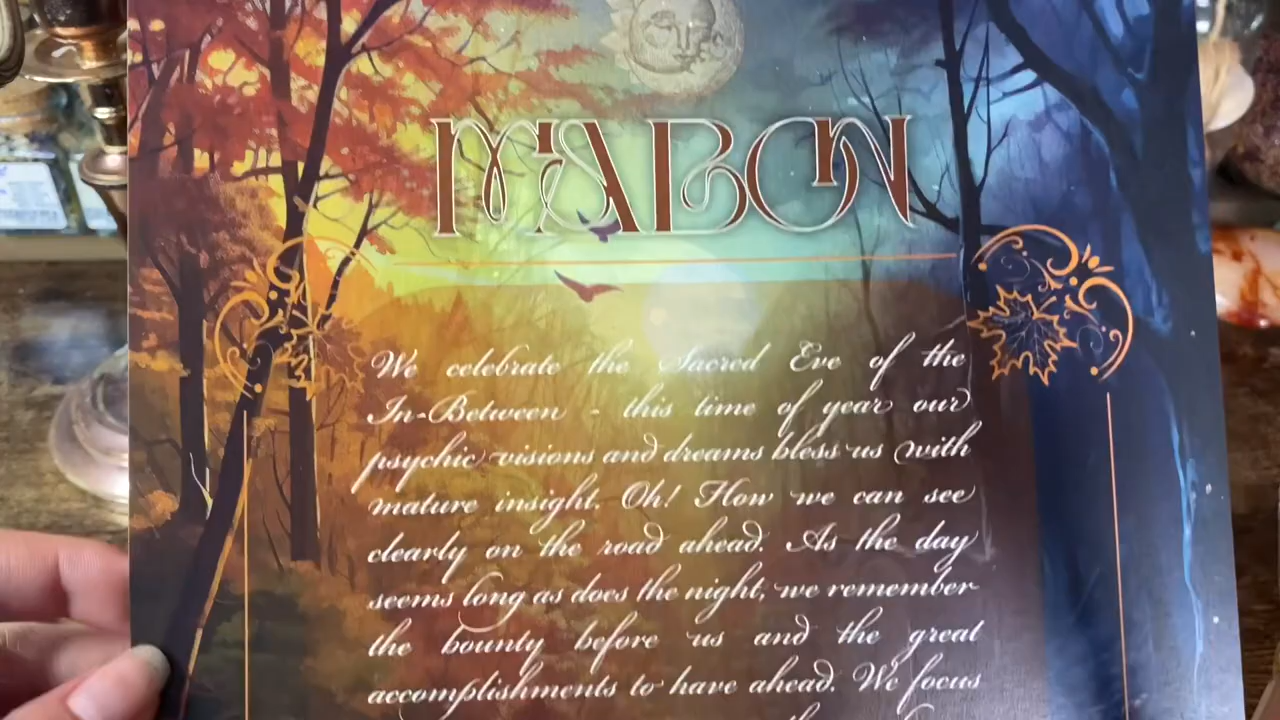 MABON
We celebrate the Sacred Eve of the
In-Between - this time of year our
psychic visions and dreams bless us with
mature insight. Oh! How we can see
clearly on the road ahead. As the day
seems long as does the night, we remember
the bounty before us and the great
accomplishments to have ahead. We focus